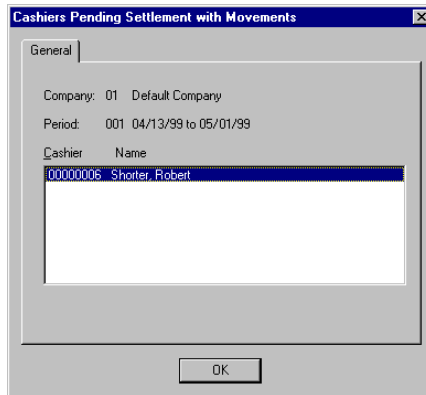 Cashiers Pending Settlement with Movements
General
Company: 01 Default Company
Period: 001 04/13/99 to 05/01/99
Cashier Name
00000006 Shorter, Robert
OK